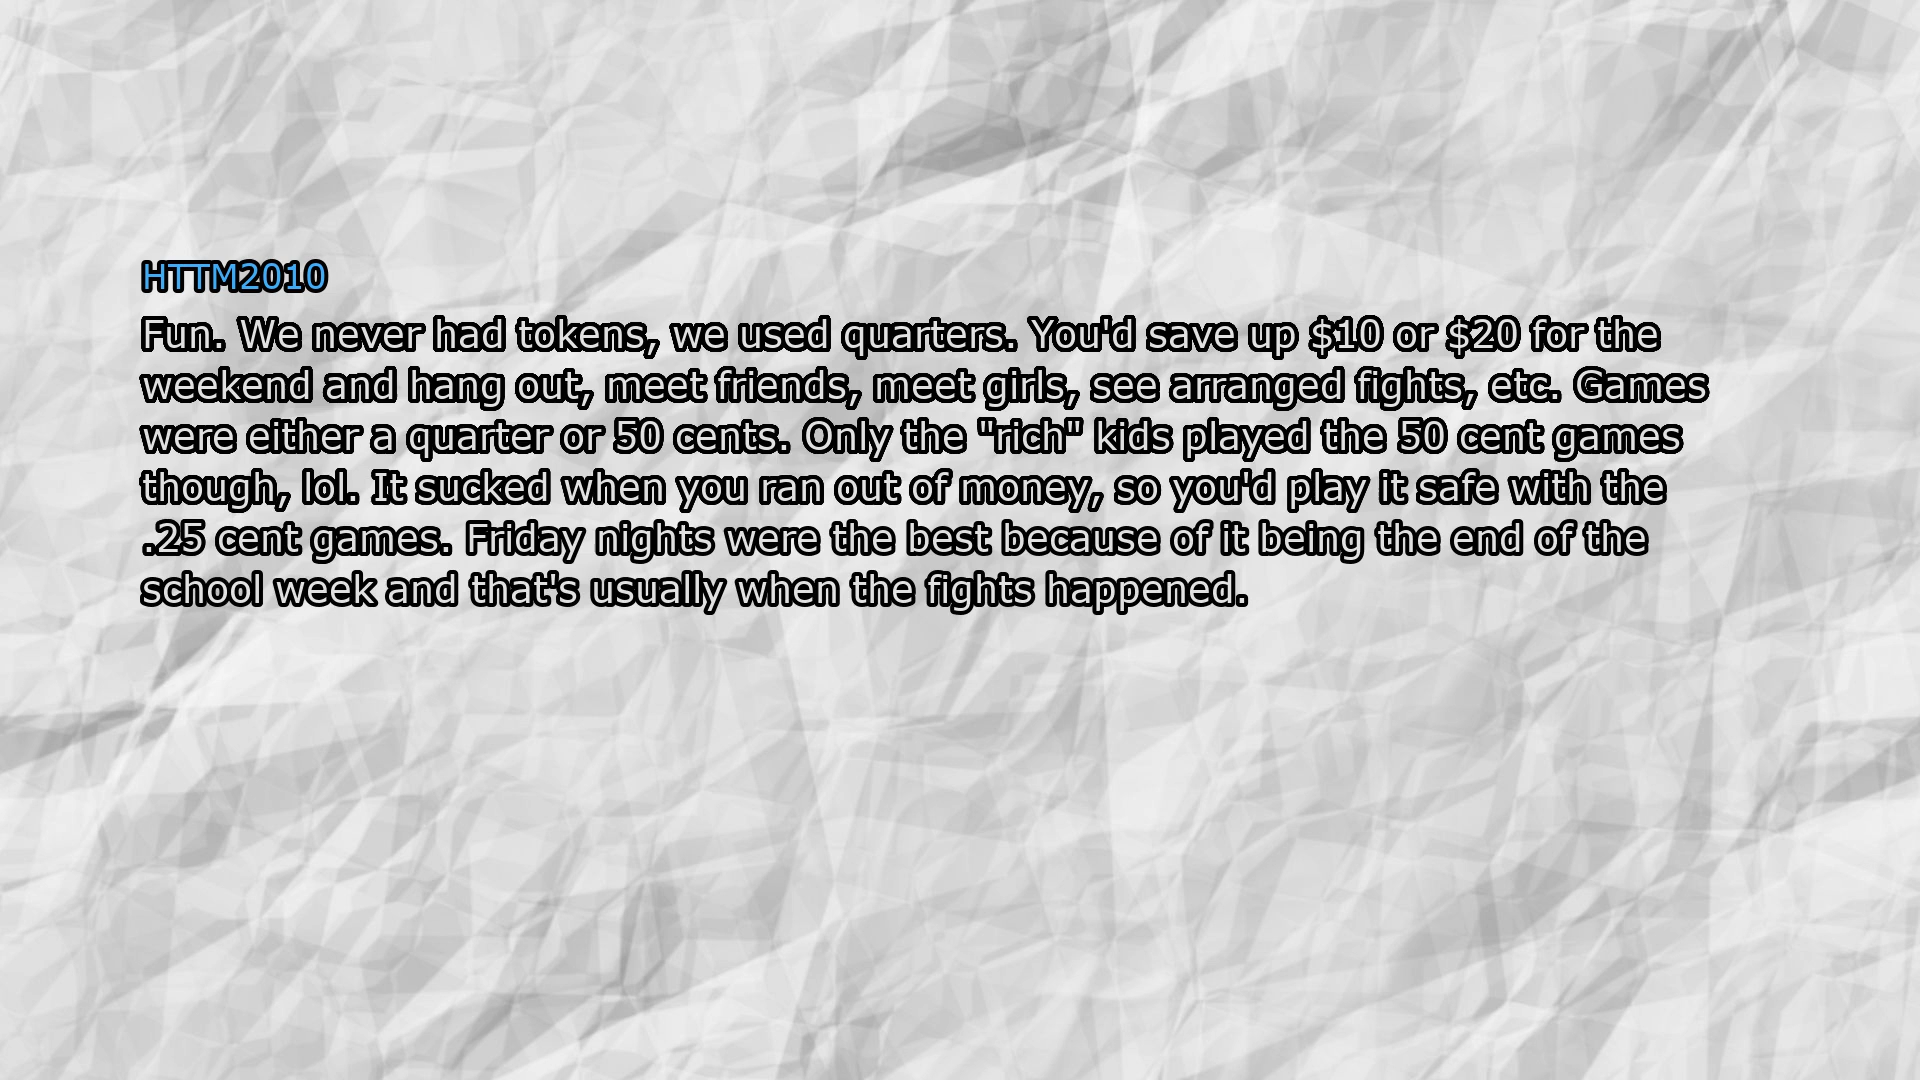 HTTM2010
Fun. We never had tokens, we used quarters. You'd save up $10 or $20 for the
weekend and hang out, meet friends, meet girls, see arranged fights, etc. Games
were either a quarter or 50 cents. Only the "rich" kids played the 50 cent games
though, lol. It sucked when you ran out of money, so you'd play it safe with the
.25 cent games. Friday nights were the best because of it being the end of the
school week and that's usually when the fights happened.